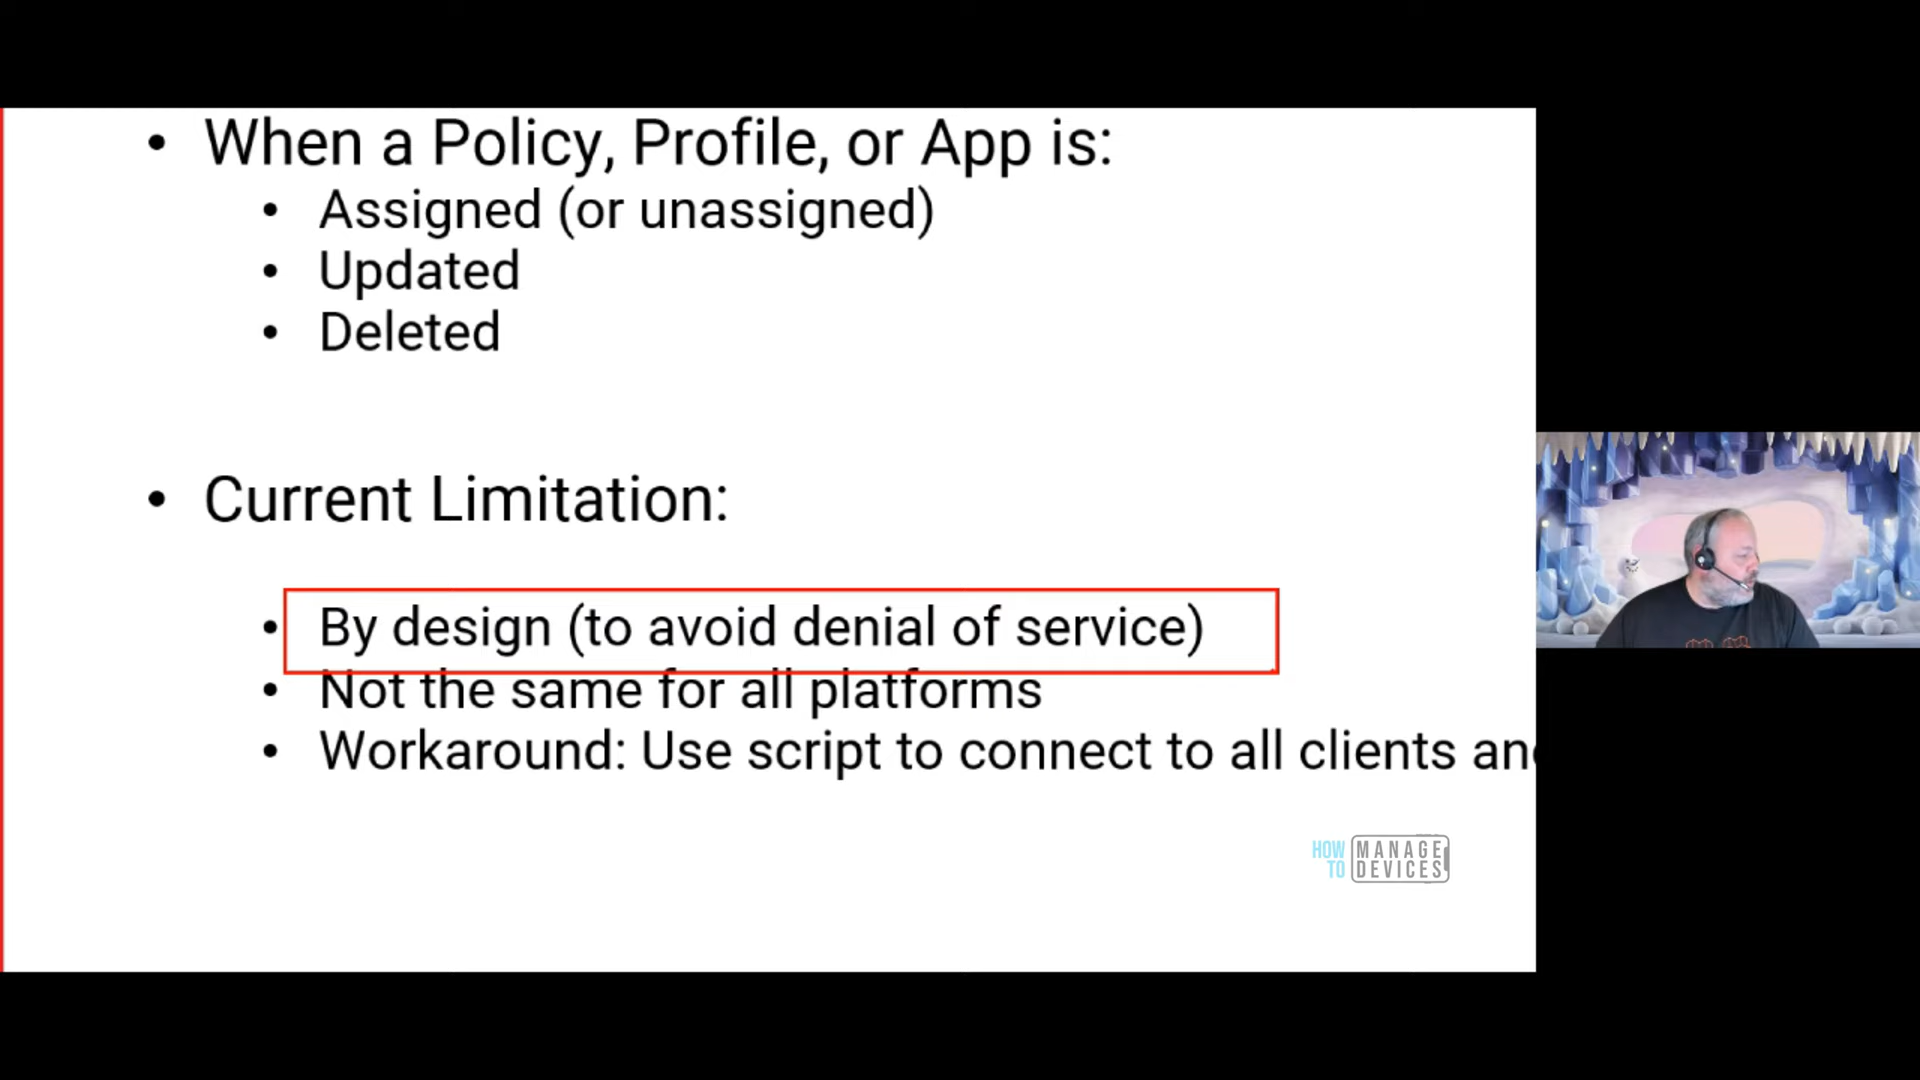 • When a Policy, Profile, or App is:
• Assigned (or unassigned)
• Updated
• Deleted
• Current Limitation:
• By design (to avoid denial of service)
• Not the same for all platforms
• Workaround: Use script to connect to all clients
HOW TO MANAGE DEVICES